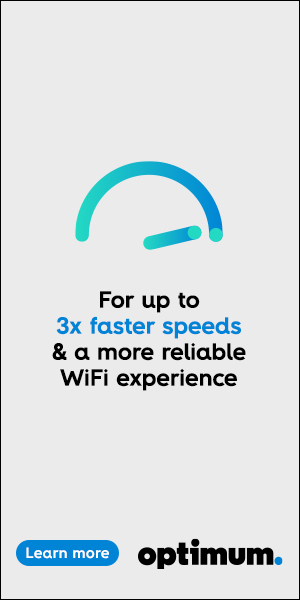 For up to
3x faster speeds
& a more reliable
WiFi experience
Learn more
optimum.